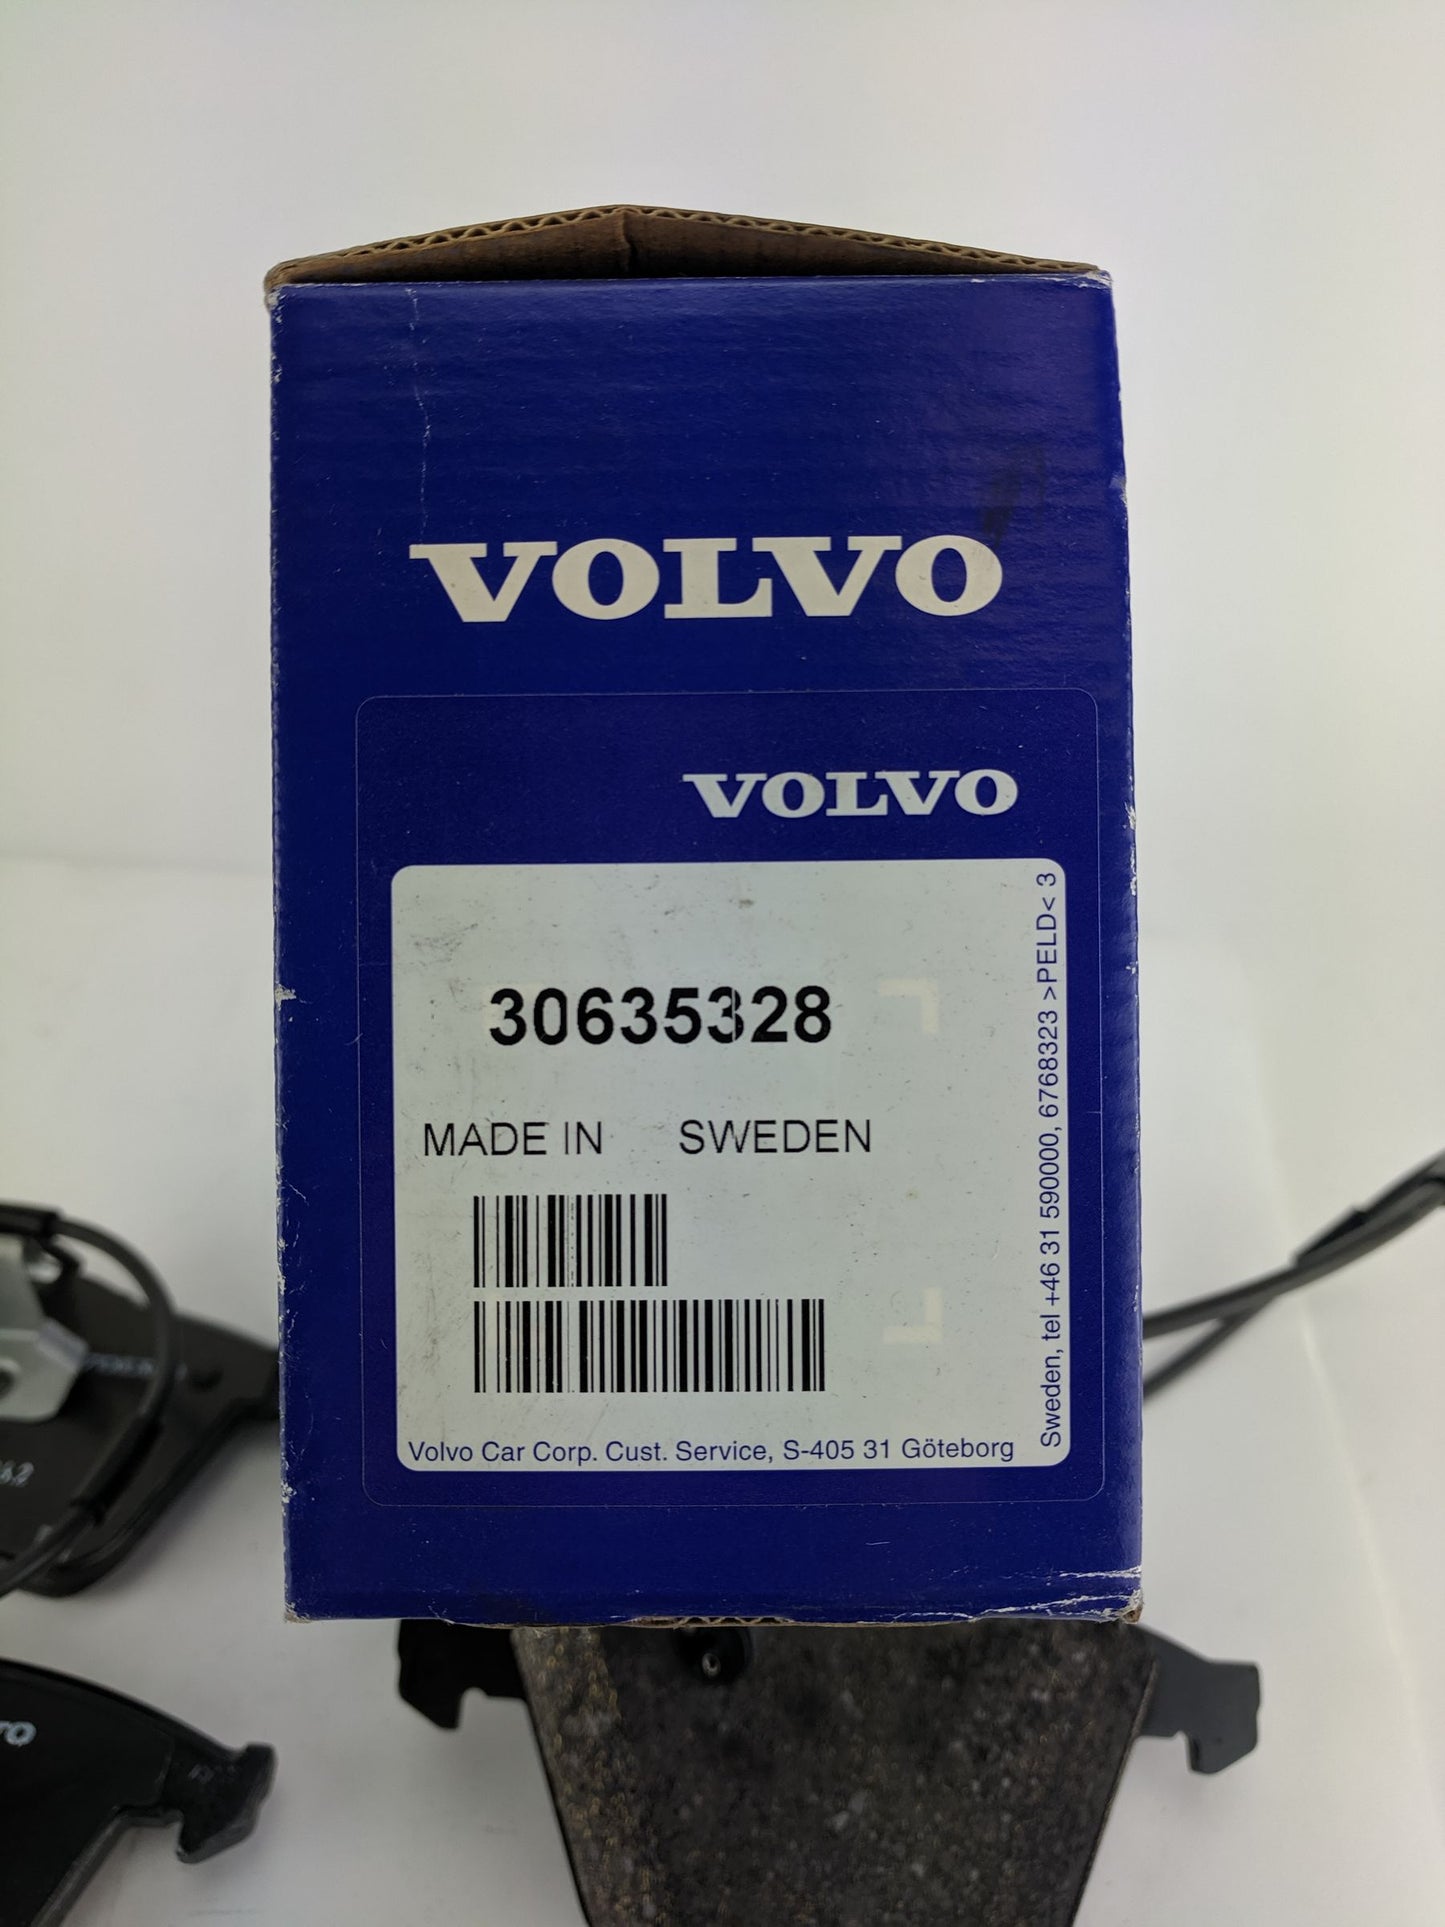 VOLVO
VOLVO
30635328
MADE IN SWEDEN
Volvo Car Corp. Cust. Service, S-405 31 Göteborg
Sweden, tel +46 31 590000, 6768323 >PELD< 3